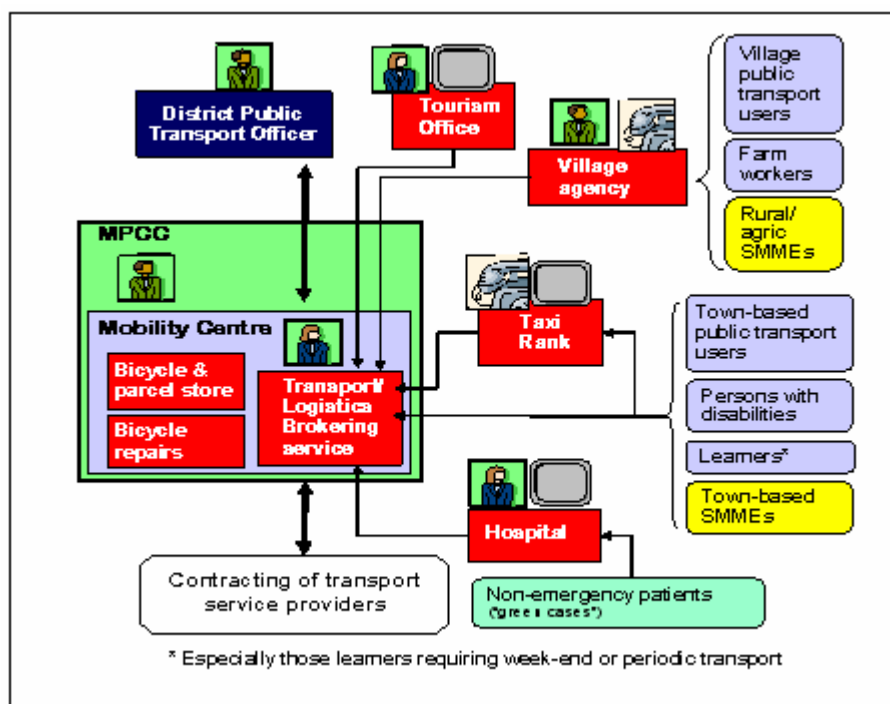 District Public
Transport Officer
Touriam
Office
Village
agency
Village
public
transport
users
Farm
workers
Rural/
agric
SMMEs
MPCC
Mobility Centre
Bicycle &
parcel store
Bicycle
repairs
Transport/
Logiatica
Brokering
service
Taxi
Rank
Town-based
public transport
users
Persons with
disabilities
Learners*
Town-based
SMMEs
Hoapital
Contracting of transport
service providers
Non-emergency patients
("green cases")
* Especially those learners requiring week-end or periodic transport